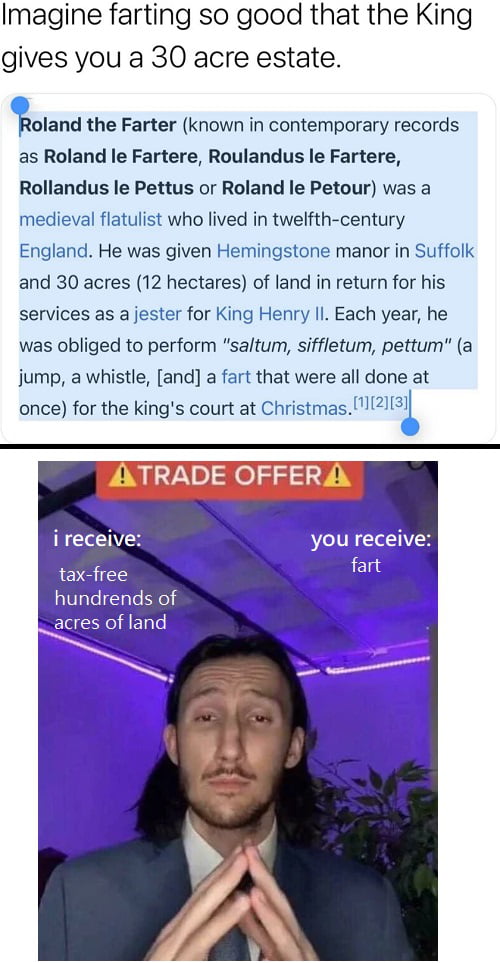 Imagine farting so good that the King
gives you a 30 acre estate.
Roland the Farter (known in contemporary records
as Roland le Fartere, Roulandus le Fartere,
Rollandus le Pettus or Roland le Petour) was a
medieval flatulist who lived in twelfth-century
England. He was given Hemingstone manor in Suffolk
and 30 acres (12 hectares) of land in return for his
services as a jester for King Henry II. Each year, he
was obliged to perform "saltum, siffletum, pettum" (a
jump, a whistle, [and] a fart that were all done at
once) for the king's court at Christmas.[1][2][3]
⚠TRADE OFFER⚠
i receive:
tax-free
hundrends of
acres of land
you receive:
fart